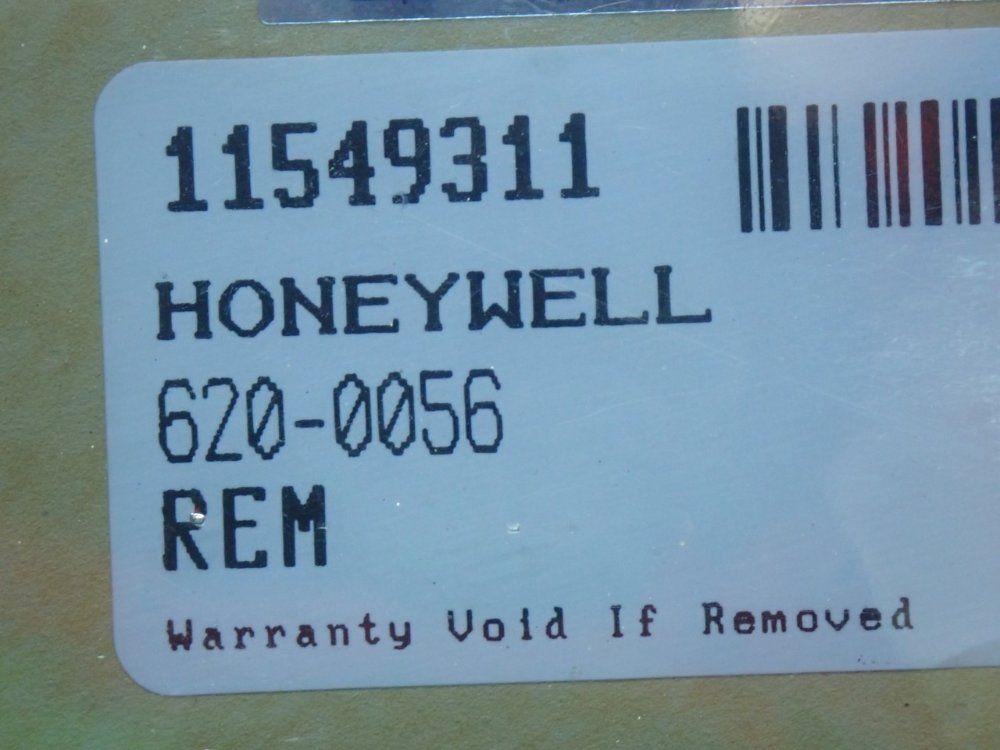 11549311
HONEYWELL
620-0056
REM
Warranty Void If Removed